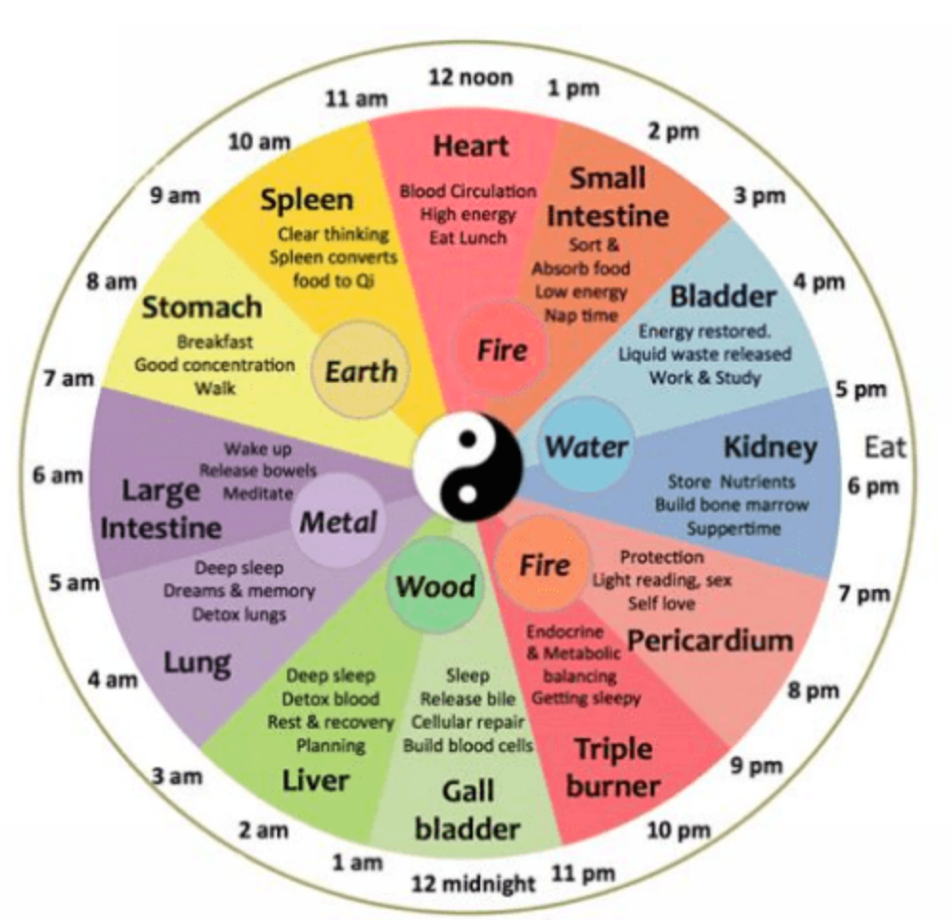 12 noon
1 pm
2 pm
3 pm
4 pm
5 pm
Eat
6 pm
7 pm
8 pm
9 pm
10 pm
11 pm
12 midnight
1 am
2 am
3 am
4 am
5 am
6 am
7 am
8 am
9 am
10 am
11 am
Heart
Blood Circulation
High energy
Eat Lunch
Small
Intestine
Sort &
Absorb food
Low energy
Nap time
Fire
Bladder
Energy restored.
Liquid waste released
Work & Study
Water
Kidney
Store Nutrients
Build bone marrow
Suppertime
Protection
Light reading, sex
Self love
Pericardium
Fire
Endocrine
& Metabolic
balancing
Getting sleepy
Triple
burner
Sleep
Release bile
Cellular repair
Build blood cells
Gall
bladder
Wood
Deep sleep
Detox blood
Rest & recovery
Planning
Liver
Deep sleep
Dreams & memory
Detox lungs
Lung
Metal
Wake up
Release bowels
Meditate
Large
Intestine
Stomach
Breakfast
Good concentration
Walk
Earth
Spleen
Clear thinking
Spleen converts
food to Qi